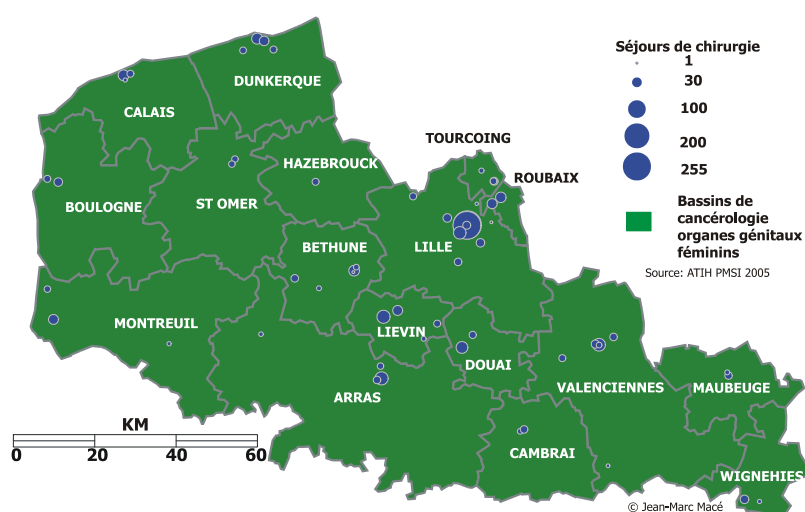 DUNKERQUE
CALAIS
Séjours de chirurgie
1
30
100
200
255
TOURCOING
HAZEBROUCK
ROUBAIX
BOULOGNE
ST OMER
Bassins de
cancérologie
organes génitaux
féminins
BETHUNE
LILLE
Source: ATIH PMSI 2005
MONTREUIL
LIEVIN
DOUAI
VALENCIENNES
MAUBEUGE
ARRAS
KM
0 20 40 60
CAMBRAI
WIGNEHIES
© Jean-Marc Macé